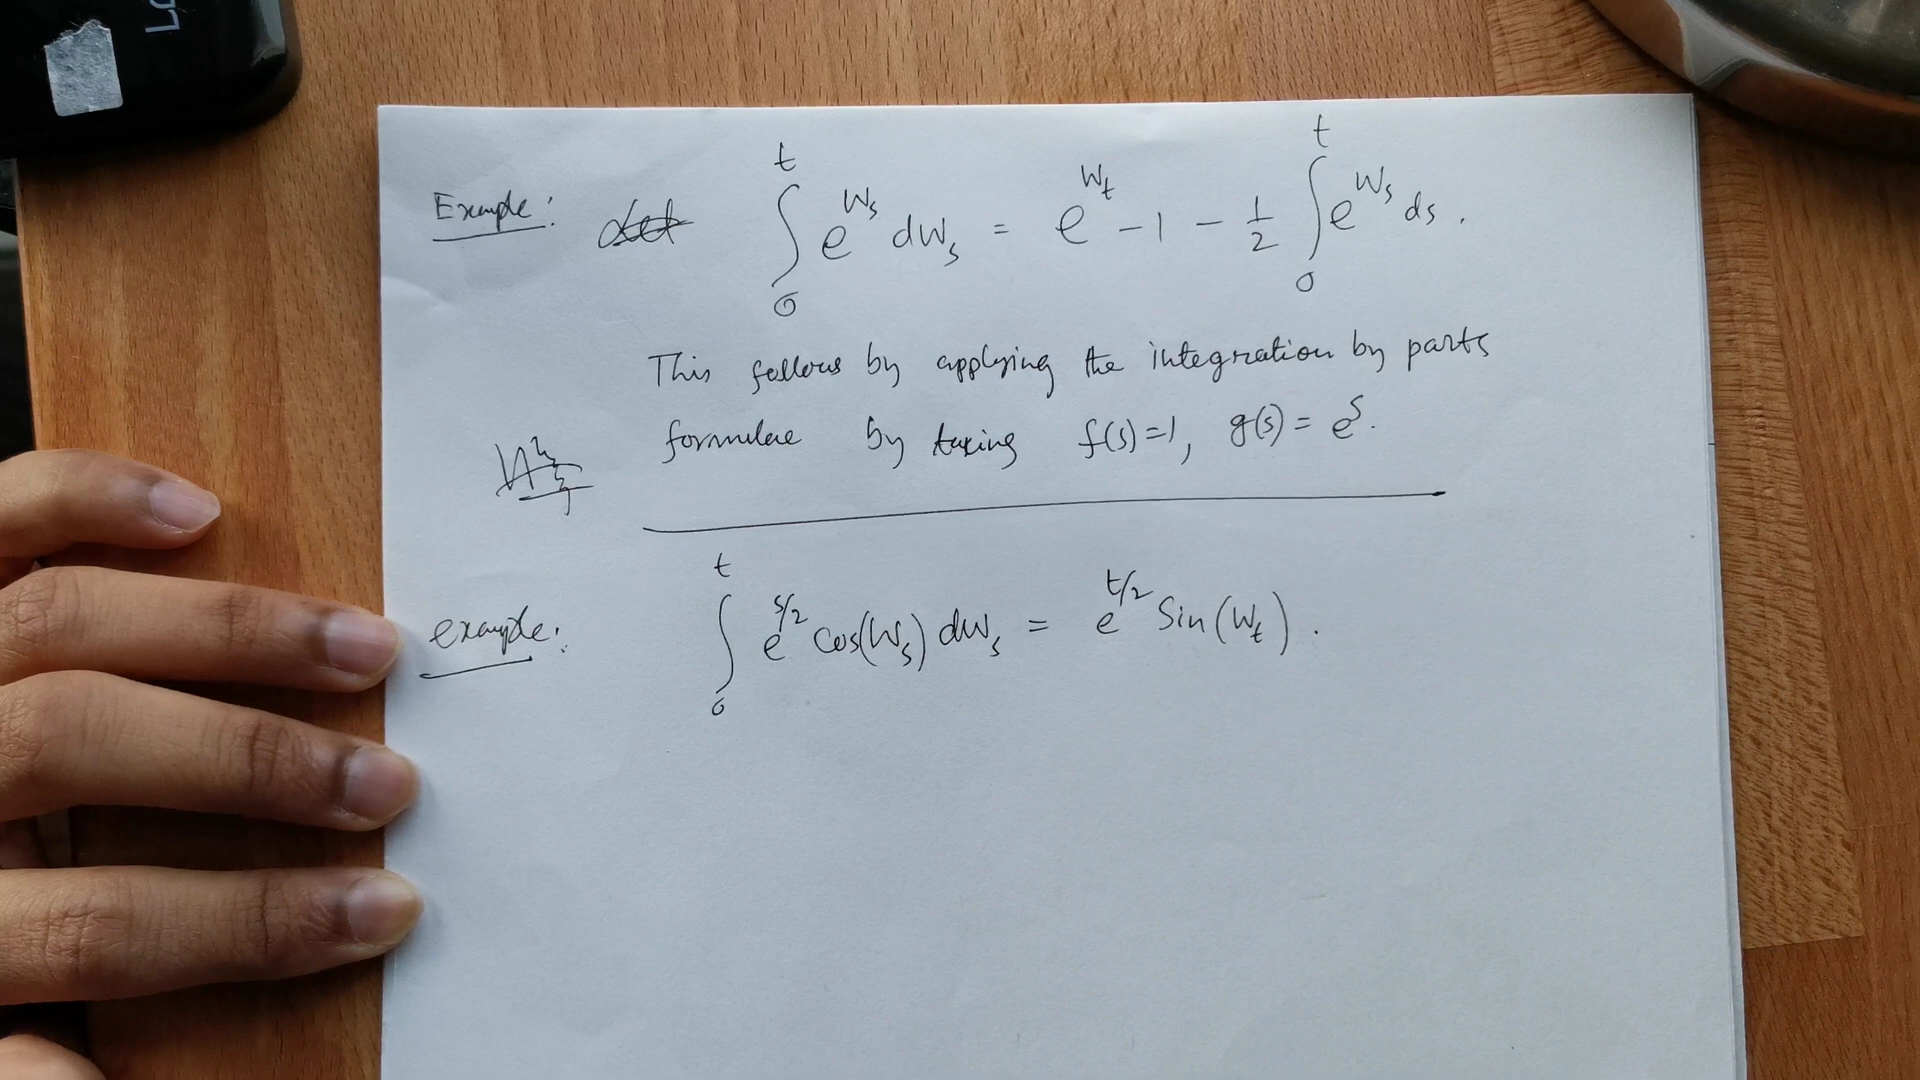 Example: ∫₀ᵗ e^{W_s} dW_s = e^{W_t} - 1 - 1/2 ∫₀ᵗ e^{W_s} ds.
This follows by applying the integration by parts
formulae by taking f(s)=1, g(s) = e^s.
example: ∫₀ᵗ e^{s/2} cos(W_s) dW_s = e^{t/2} Sin(W_t).